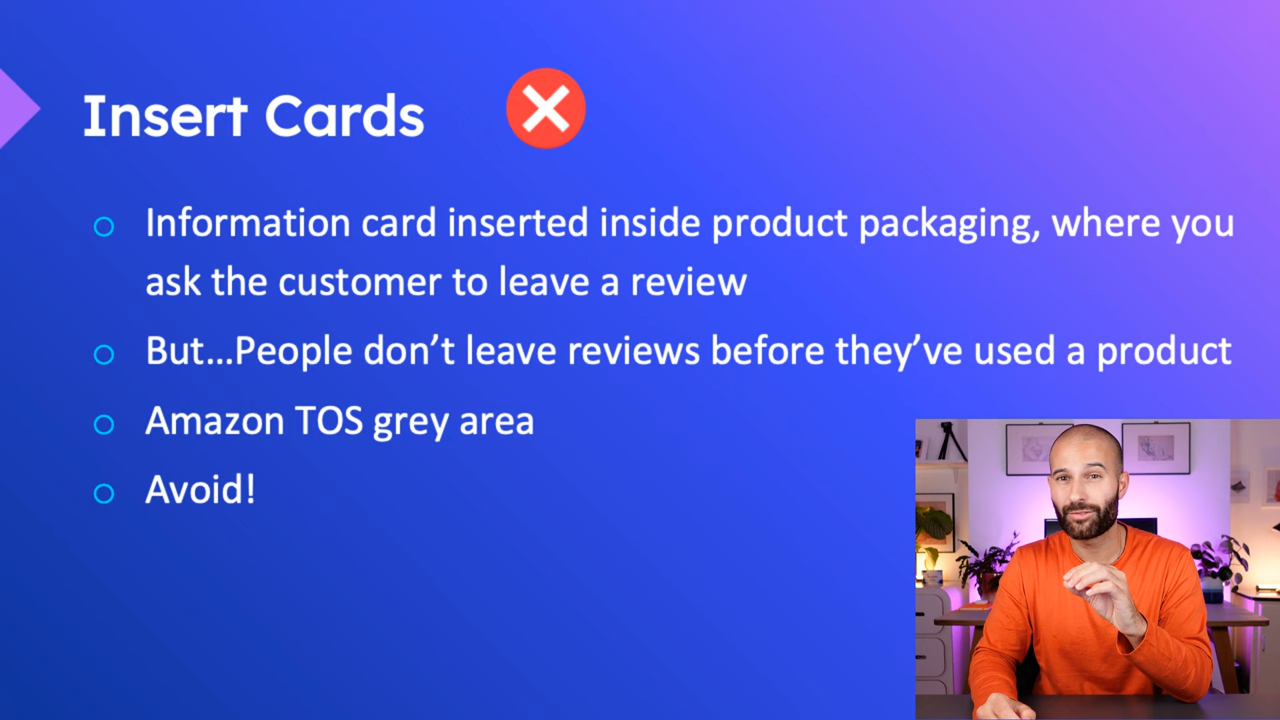 Insert Cards
Information card inserted inside product packaging, where you
ask the customer to leave a review
But...People don’t leave reviews before they’ve used a product
Amazon TOS grey area
Avoid!